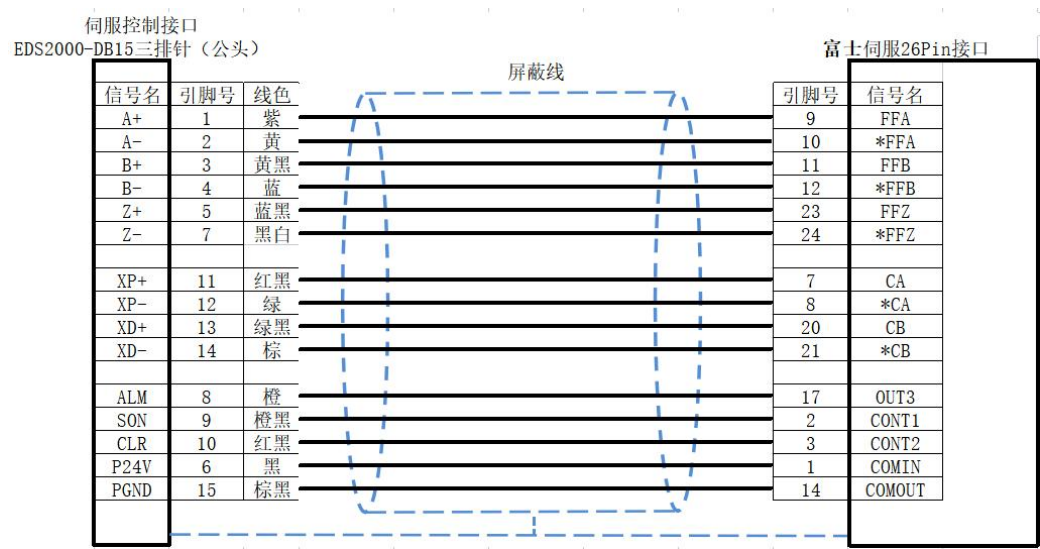 伺服控制接口
EDS2000-DB15三排针（公头）
富士伺服26Pin接口
屏蔽线
信号名 引脚号 线色 引脚号 信号名
A+ 1 紫 9 FFA
A- 2 黄 10 *FFA
B+ 3 黄黑 11 FFB
B- 4 蓝 12 *FFB
Z+ 5 蓝黑 23 FFZ
Z- 7 黑白 24 *FFZ
XP+ 11 红黑 7 CA
XP- 12 绿 8 *CA
XD+ 13 绿黑 20 CB
XD- 14 棕 21 *CB
ALM 8 橙 17 OUT3
SON 9 橙黑 2 CONT1
CLR 10 红黑 3 CONT2
P24V 6 黑 1 COMIN
PGND 15 棕黑 14 COMOUT